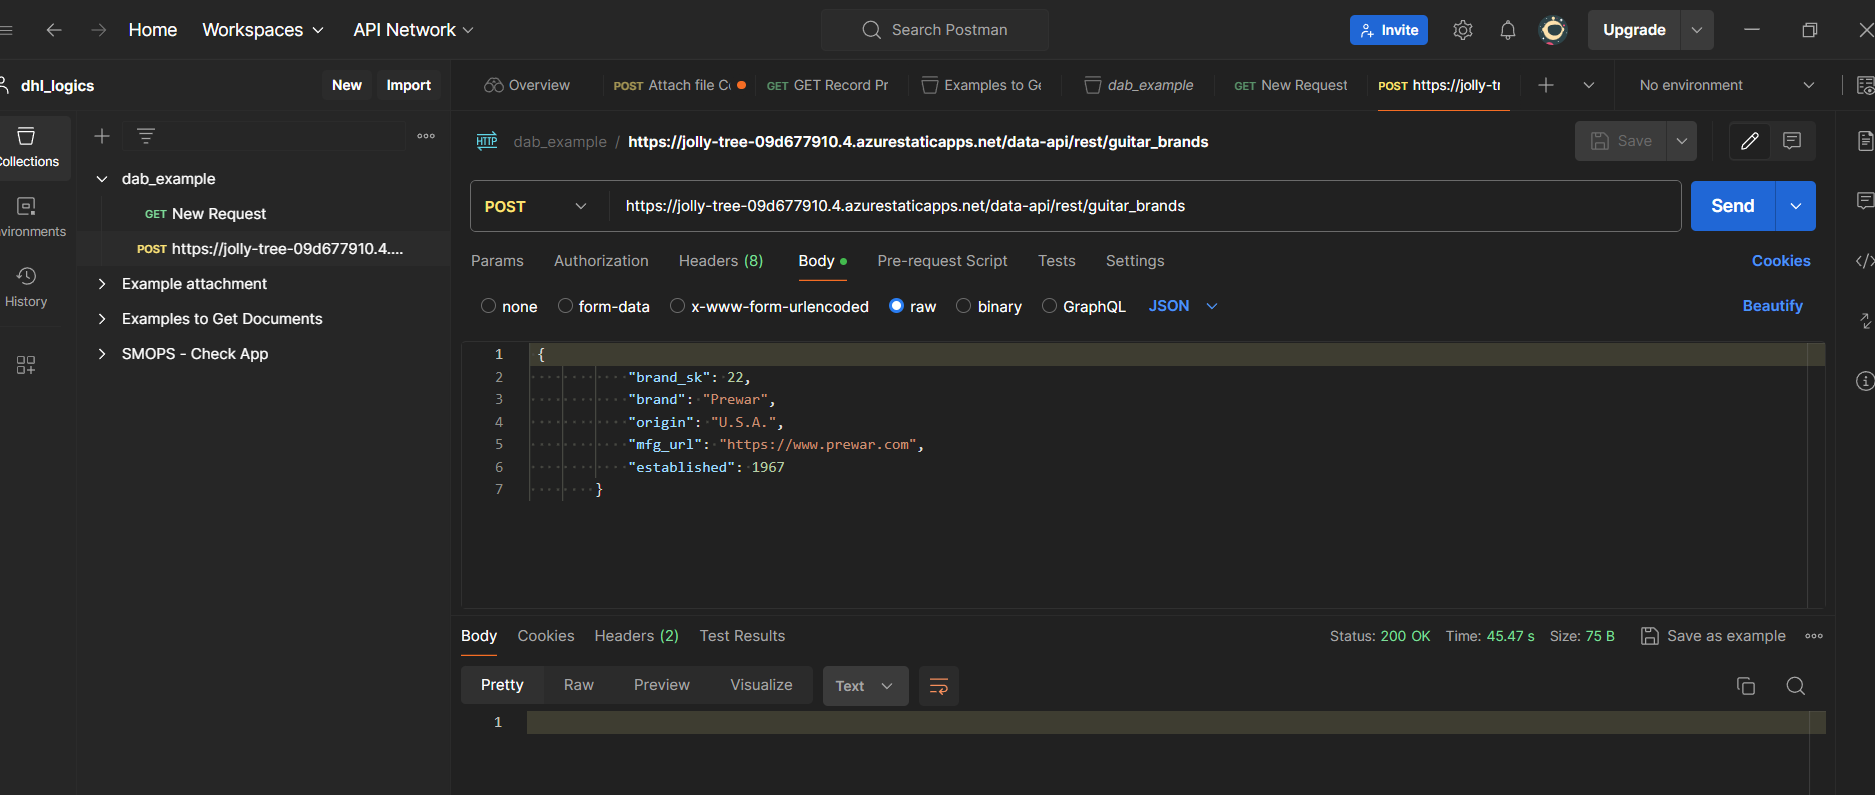 Home Workspaces API Network Search Postman Invite Upgrade
dhl_logics New Import Overview POST Attach file Cc GET GET Record Pr Examples to Ge dab_example GET New Request POST https://jolly-tr No environment
HTTP dab_example / https://jolly-tree-09d677910.4.azurestaticapps.net/data-api/rest/guitar_brands Save
Collections
vironments
History
dab_example
GET New Request
POST https://jolly-tree-09d677910.4....
Example attachment
Examples to Get Documents
SMOPS - Check App
POST https://jolly-tree-09d677910.4.azurestaticapps.net/data-api/rest/guitar_brands Send
Params Authorization Headers (8) Body Pre-request Script Tests Settings Cookies
none form-data x-www-form-urlencoded raw binary GraphQL JSON Beautify
1 {
2 "brand_sk": 22,
3 "brand": "Prewar",
4 "origin": "U.S.A.",
5 "mfg_url": "https://www.prewar.com",
6 "established": 1967
7 }
Body Cookies Headers (2) Test Results Status: 200 OK Time: 45.47 s Size: 75 B Save as example
Pretty Raw Preview Visualize Text
1